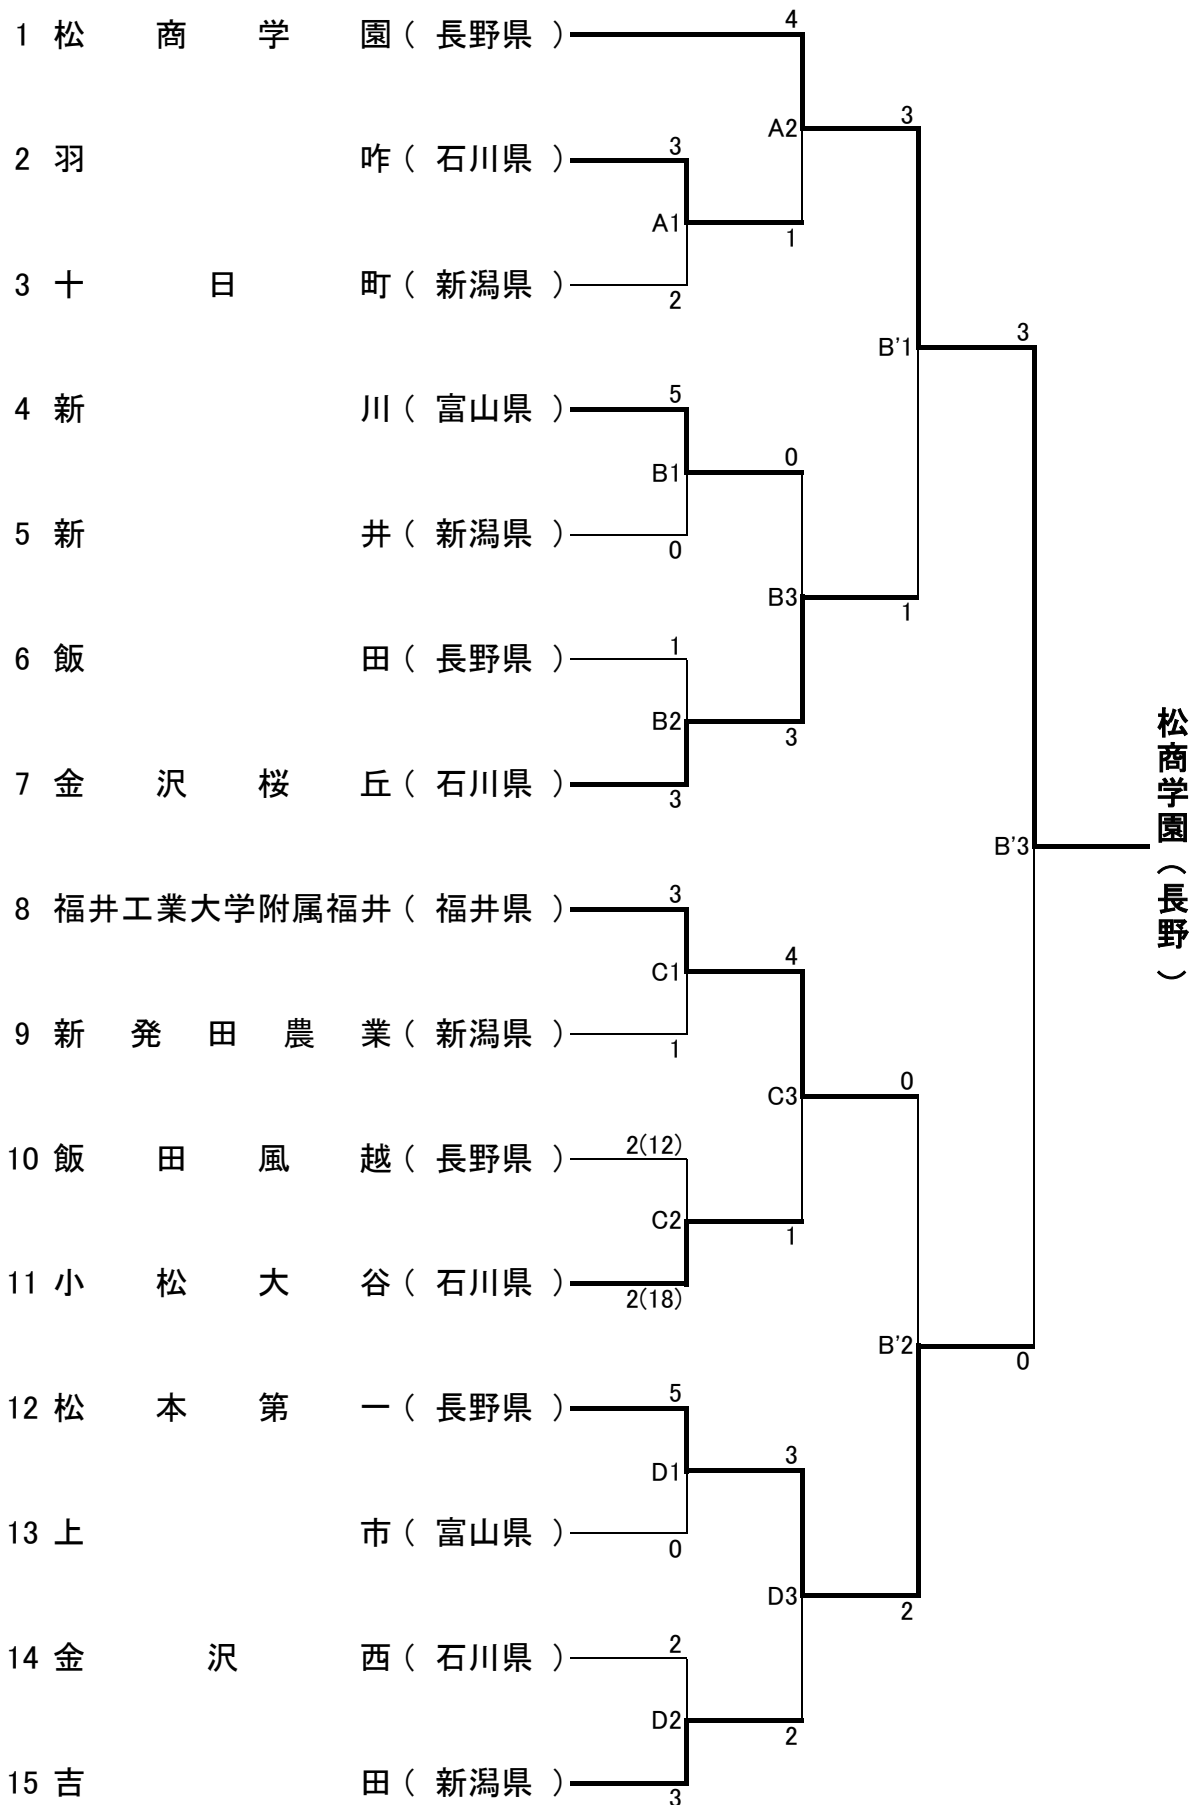 4
1 松商学園（ 長野県 ）
3
A2
3
2 羽咋（ 石川県 ）
A1
1
3 十日町（ 新潟県 ）
2
3
B'1
5
4 新川（ 富山県 ）
0
B1
5 新井（ 新潟県 ）
0
B3
1
1
6 飯田（ 長野県 ）
B2
3
7 金沢桜丘（ 石川県 ）
3
松商学園（長野）
B'3
3
8 福井工業大学附属福井（ 福井県 ）
4
C1
9 新発田農業（ 新潟県 ）
1
0
C3
2(12)
10 飯田風越（ 長野県 ）
C2
1
11 小松大谷（ 石川県 ）
2(18)
B'2
0
5
12 松本第一（ 長野県 ）
3
D1
13 上市（ 富山県 ）
0
D3
2
2
14 金沢西（ 石川県 ）
D2
2
15 吉田（ 新潟県 ）
3